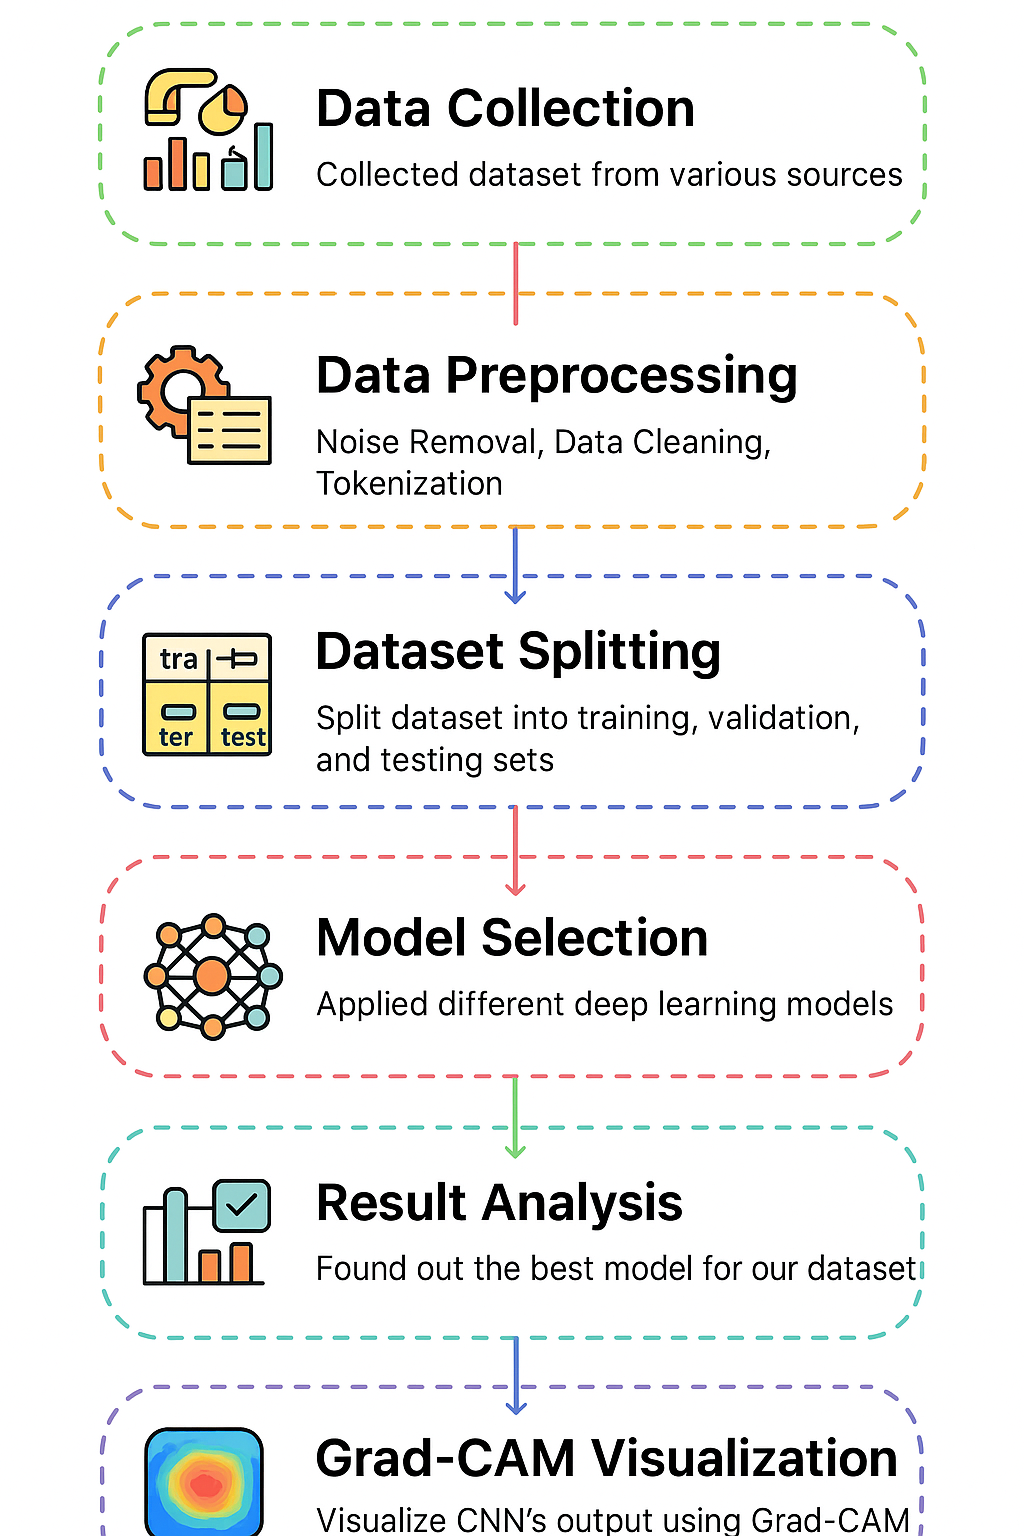 Data Collection
Collected dataset from various sources
Data Preprocessing
Noise Removal, Data Cleaning,
Tokenization
tra
ter
test
Dataset Splitting
Split dataset into training, validation,
and testing sets
Model Selection
Applied different deep learning models
Result Analysis
Found out the best model for our dataset
Grad-CAM Visualization
Visualize CNN’s output using Grad-CAM